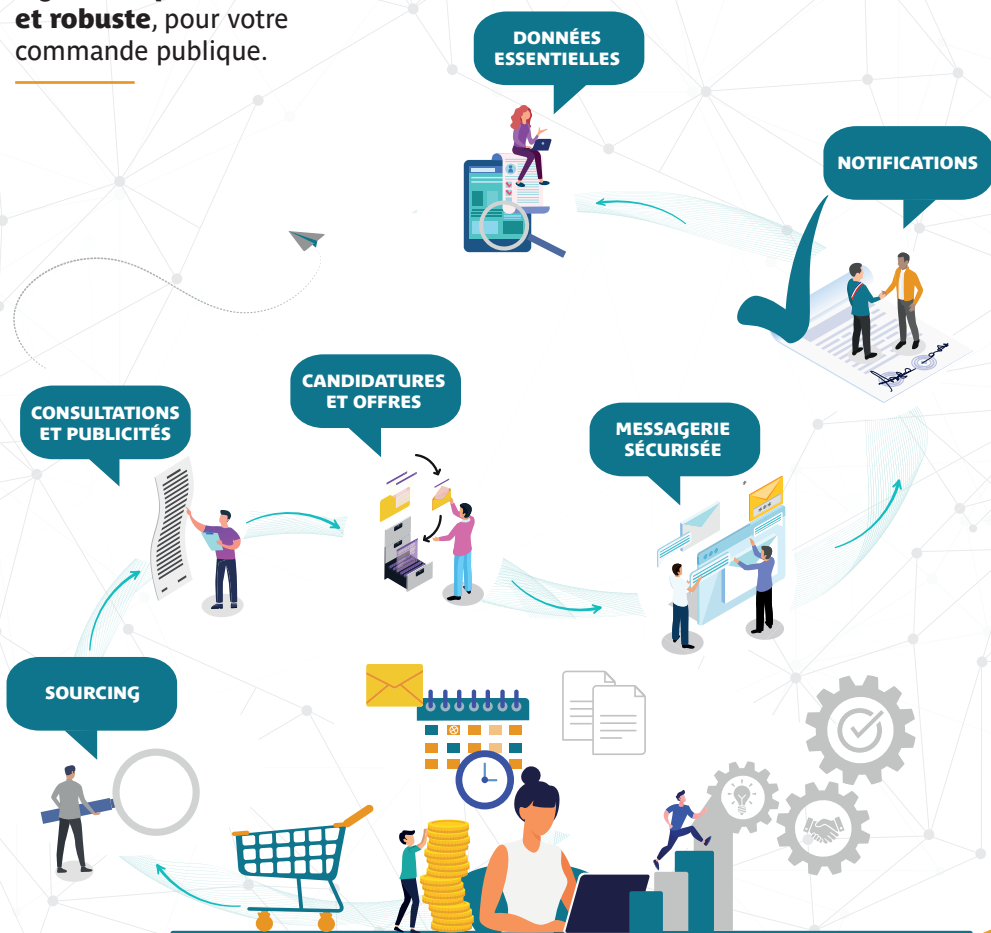 et robuste, pour votre
commande publique.
DONNÉES
ESSENTIELLES
NOTIFICATIONS
CANDIDATURES
ET OFFRES
CONSULTATIONS
ET PUBLICITÉS
MESSAGERIE
SÉCURISÉE
SOURCING